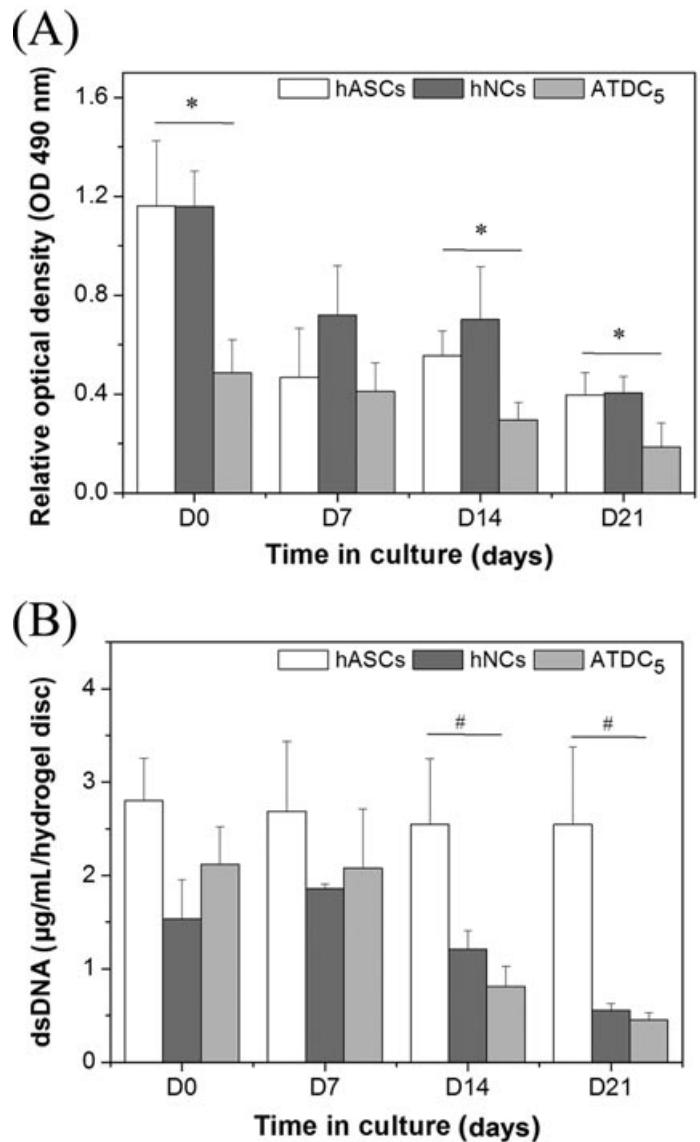 (A)
hASCs hNCs ATDC5
Relative optical density (OD 490 nm)
1.6
1.2
0.8
0.4
0.0
*
*
*
D0 D7 D14 D21
Time in culture (days)
(B)
hASCs hNCs ATDC5
dsDNA (µg/mL/hydrogel disc)
4
3
2
1
0
#
#
D0 D7 D14 D21
Time in culture (days)